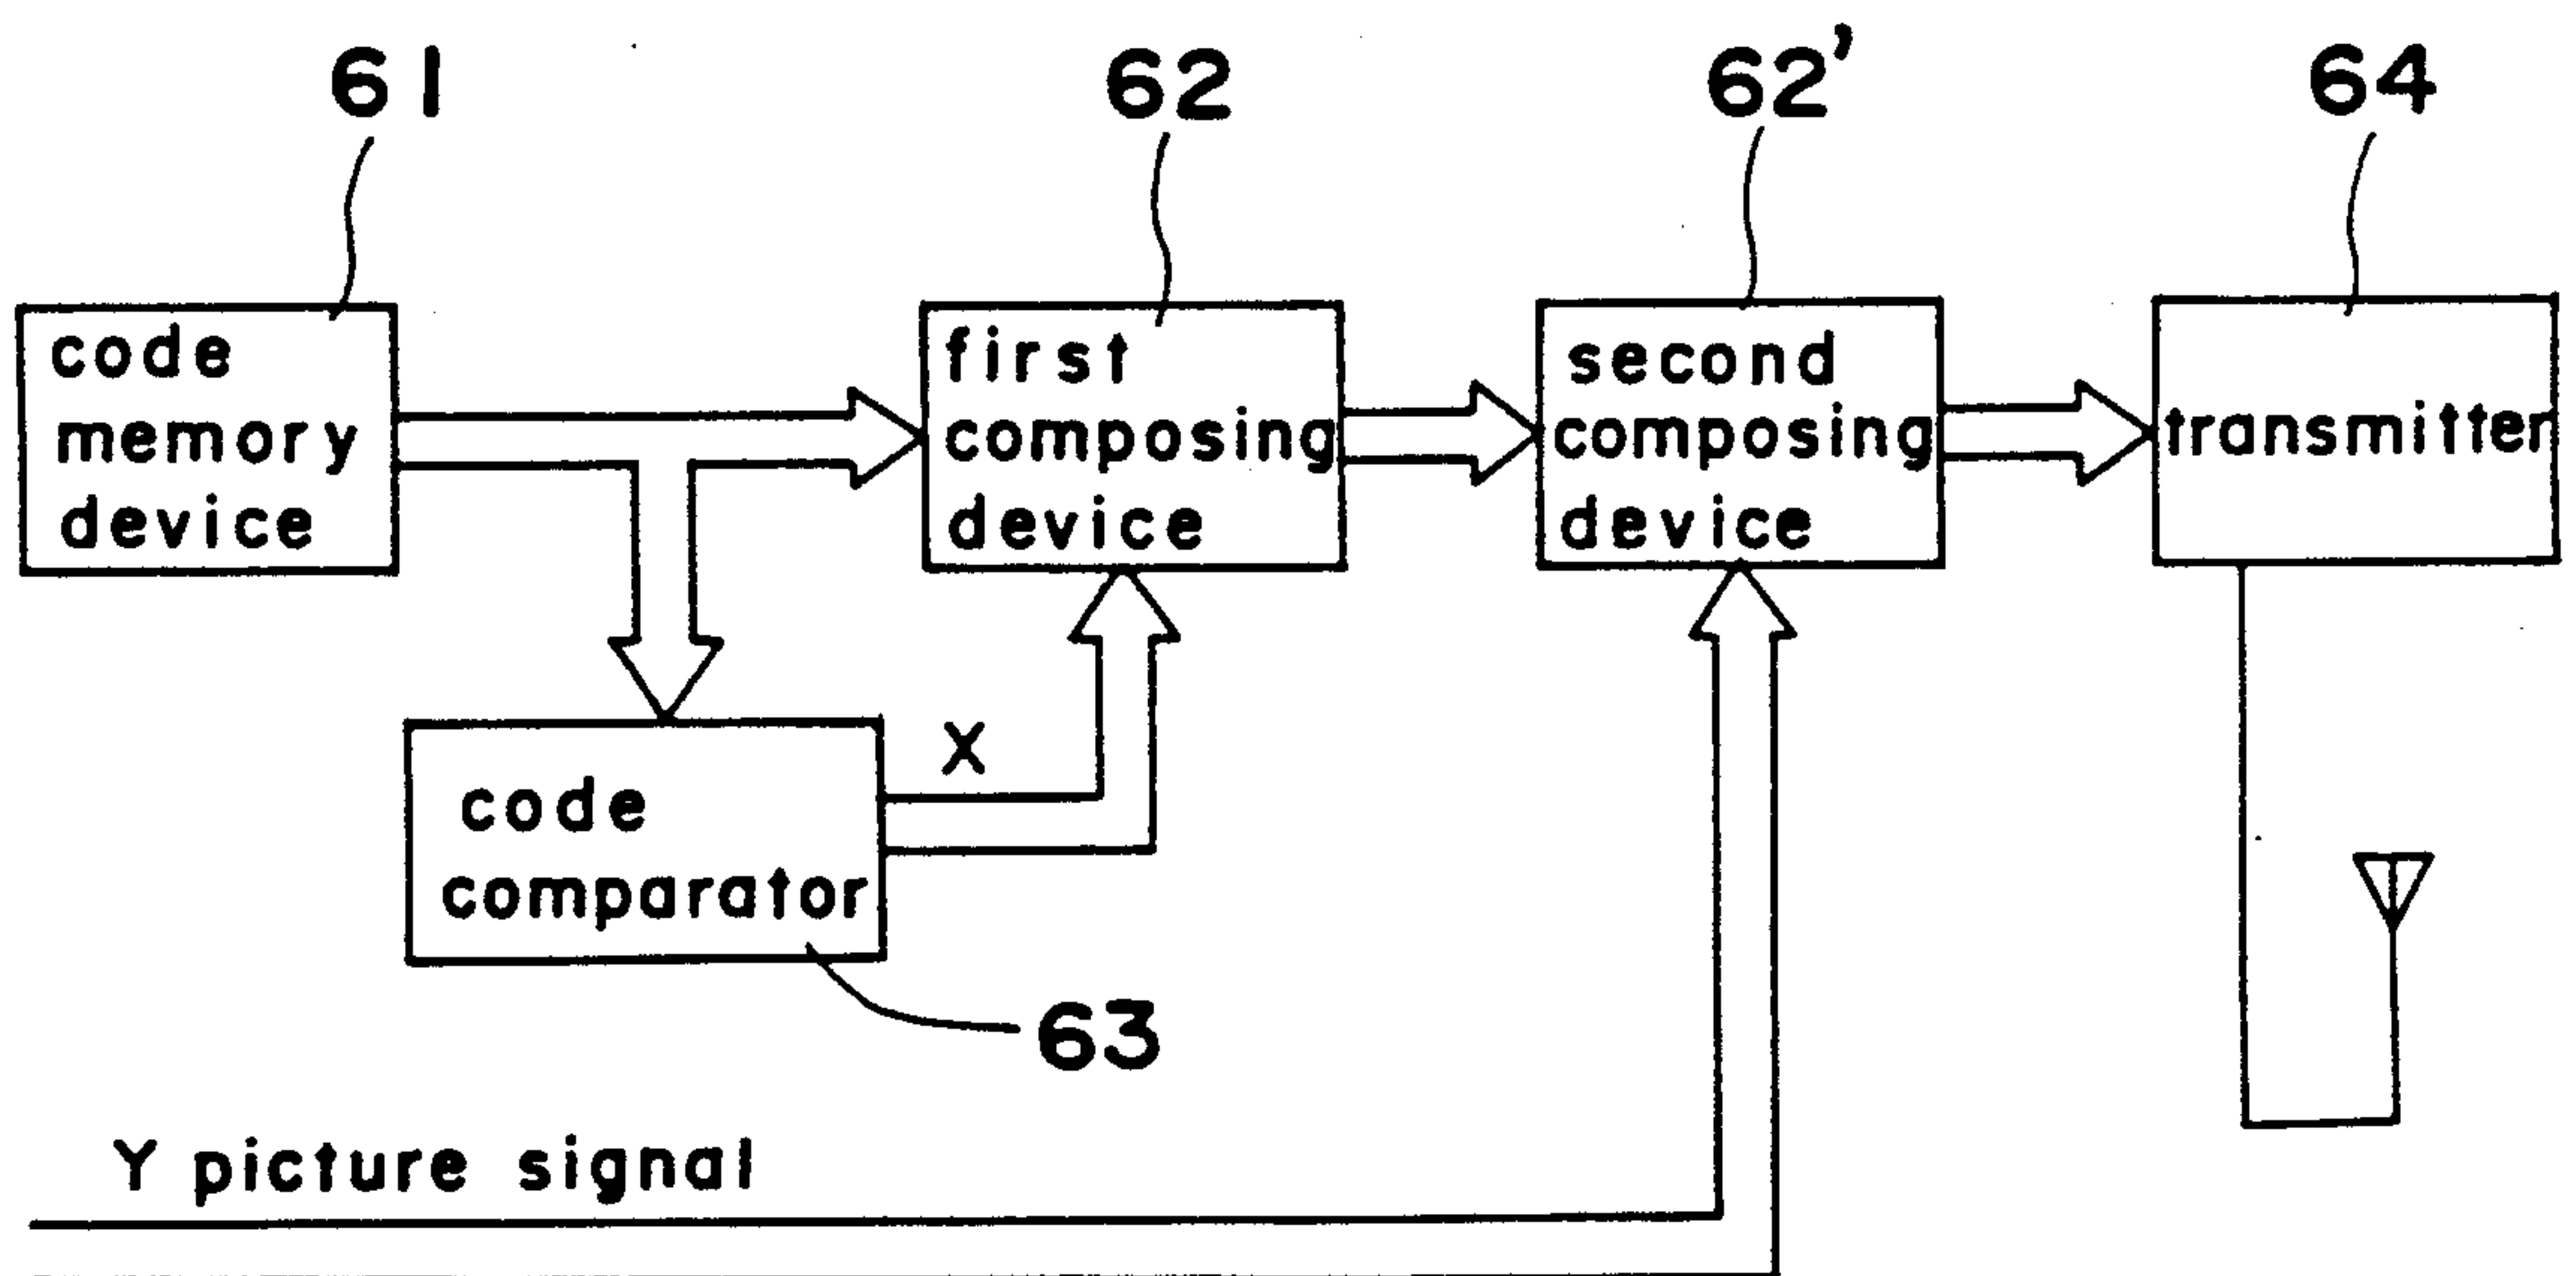 61
62
62'
64
code
memory
device
first
composing
device
second
composing
device
transmitter
X
code
comparator
63
Y picture signal